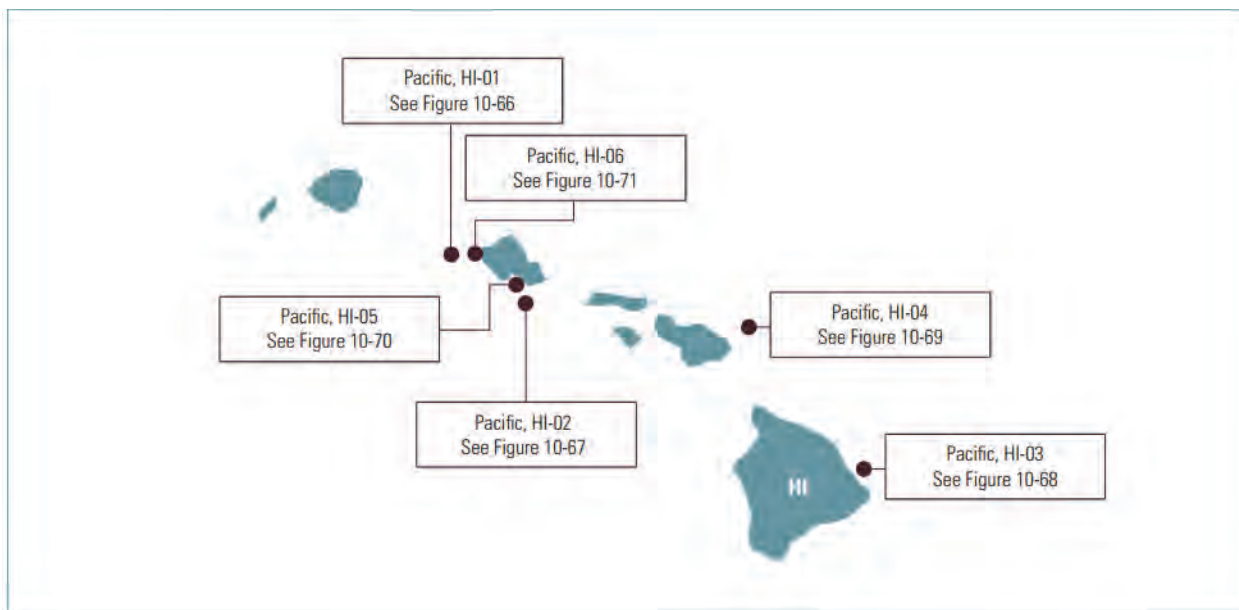 Pacific, HI-01
See Figure 10-66
Pacific, HI-06
See Figure 10-71
Pacific, HI-05
See Figure 10-70
Pacific, HI-04
See Figure 10-69
Pacific, HI-02
See Figure 10-67
Pacific, HI-03
See Figure 10-68
HI